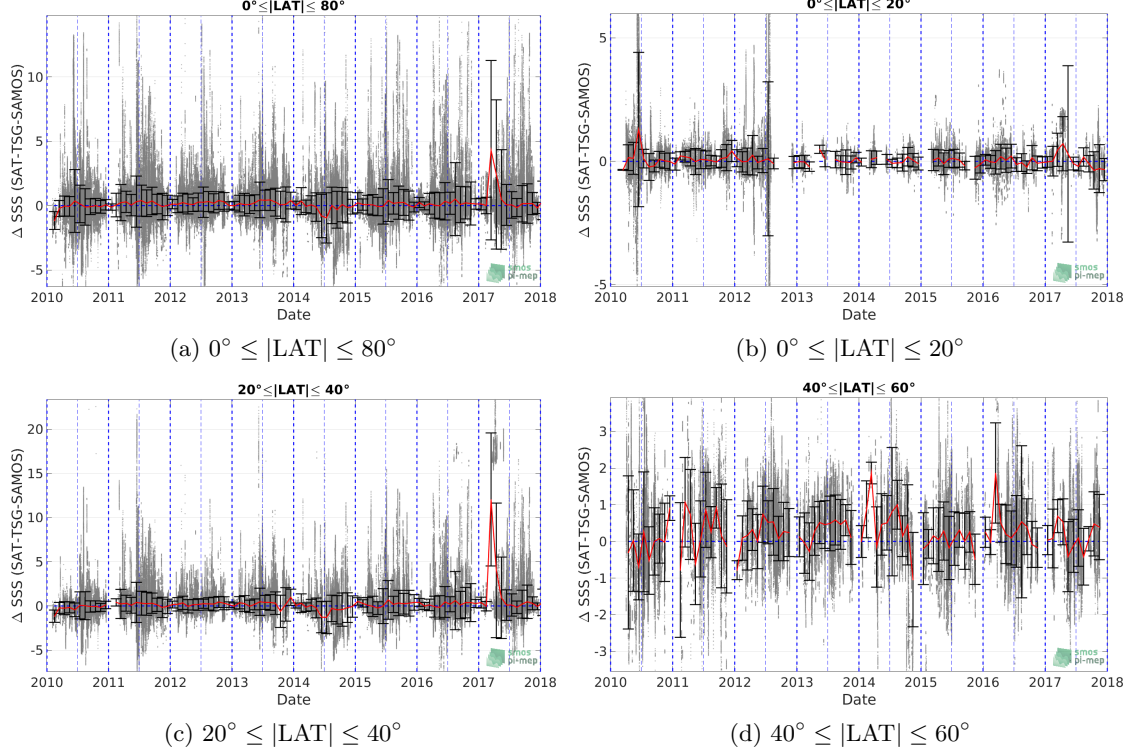 0°≤|LAT|≤ 80°
Δ SSS (SAT-TSG-SAMOS)
10
5
0
-5
2010 2011 2012 2013 2014 2015 2016 2017 2018
Date
smos
pi-mep
(a) 0° ≤ |LAT| ≤ 80°
0°≤|LAT|≤ 20°
Δ SSS (SAT-TSG-SAMOS)
5
0
-5
2010 2011 2012 2013 2014 2015 2016 2017 2018
Date
smos
pi-mep
(b) 0° ≤ |LAT| ≤ 20°
20°≤|LAT|≤ 40°
Δ SSS (SAT-TSG-SAMOS)
20
15
10
5
0
-5
2010 2011 2012 2013 2014 2015 2016 2017 2018
Date
smos
pi-mep
(c) 20° ≤ |LAT| ≤ 40°
40°≤|LAT|≤ 60°
Δ SSS (SAT-TSG-SAMOS)
3
2
1
0
-1
-2
-3
2010 2011 2012 2013 2014 2015 2016 2017 2018
Date
smos
pi-mep
(d) 40° ≤ |LAT| ≤ 60°